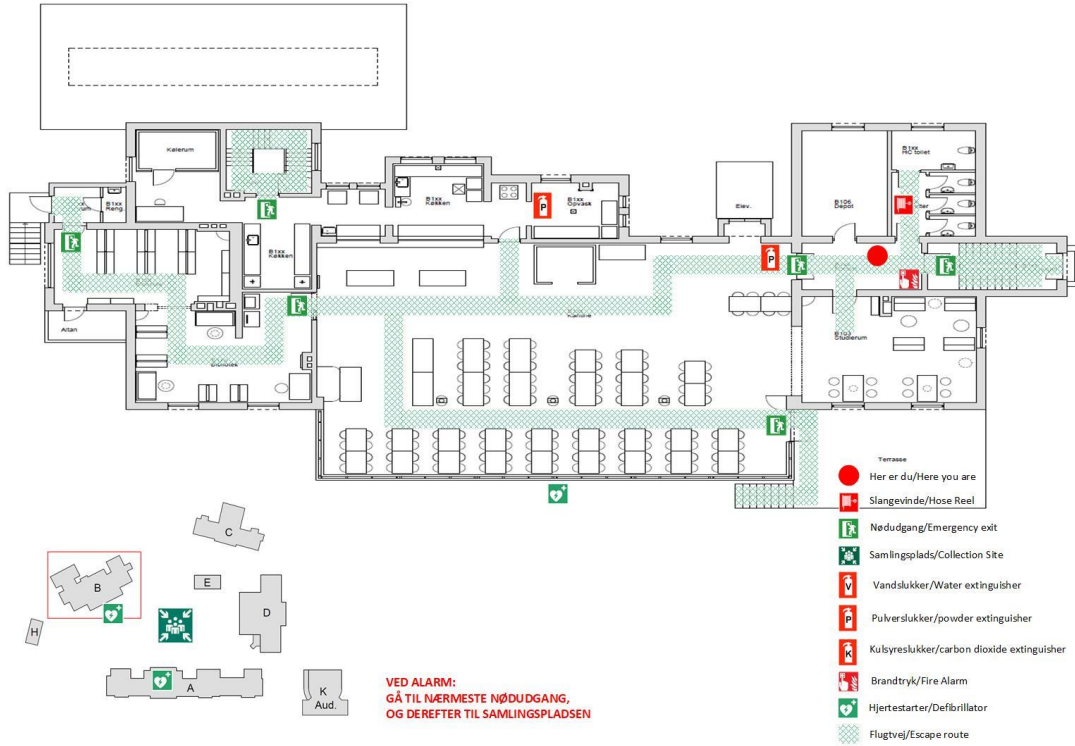 Kølerum
B1xx
HC toilet
B1xx
Reng.
B1xx
Køkken
B1xx
Opvask
B106
Depot
Elev.
B1xx
Køkken
Altan
B103
Studierum
Terrasse
Her er du/Here you are
Slangevinde/Hose Reel
Nødudgang/Emergency exit
Samlingsplads/Collection Site
V
Vandslukker/Water extinguisher
P
Pulverslukker/powder extinguisher
K
Kulsyreslukker/carbon dioxide extinguisher
Brandtryk/Fire Alarm
Hjertestarter/Defibrillator
Flugtvej/Escape route
P
P
C
B
E
D
H
A
K
Aud.
VED ALARM:
GÅ TIL NÆRMESTE NØDUDGANG,
OG DEREFTER TIL SAMLINGSPLADSEN